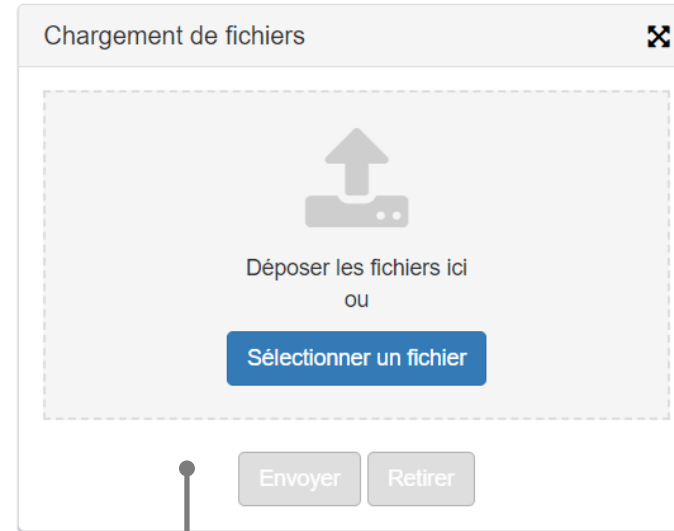 Chargement de fichiers
Déposer les fichiers ici
ou
Sélectionner un fichier
Envoyer Retirer